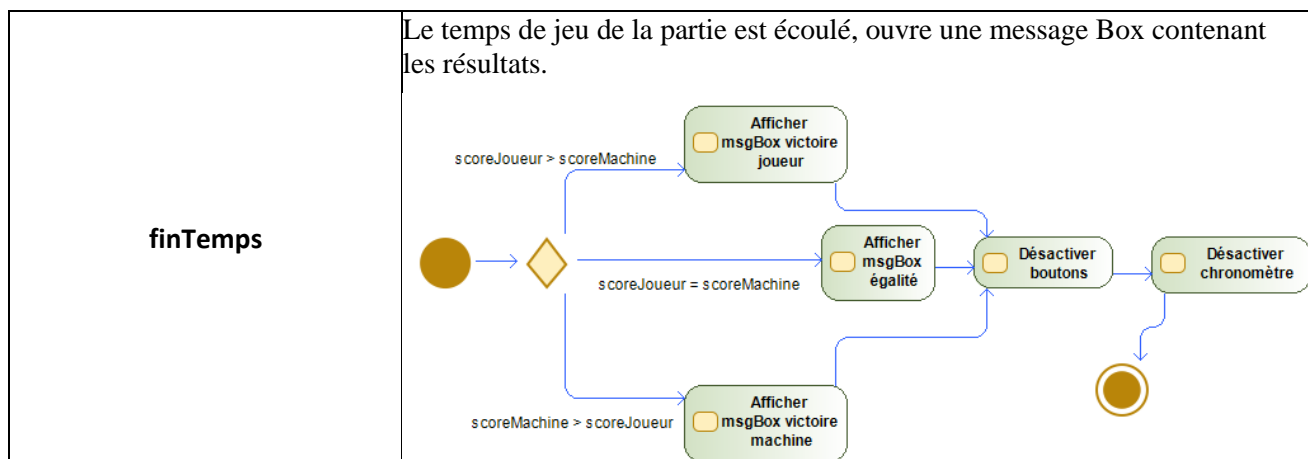 Le temps de jeu de la partie est écoulé, ouvre une message Box contenant
les résultats.
finTemps
scoreJoueur > scoreMachine
Afficher
msgBox victoire
joueur
scoreJoueur = scoreMachine
Afficher
msgBox
égalité
Désactiver
boutons
Désactiver
chronomètre
scoreMachine > scoreJoueur
Afficher
msgBox victoire
machine